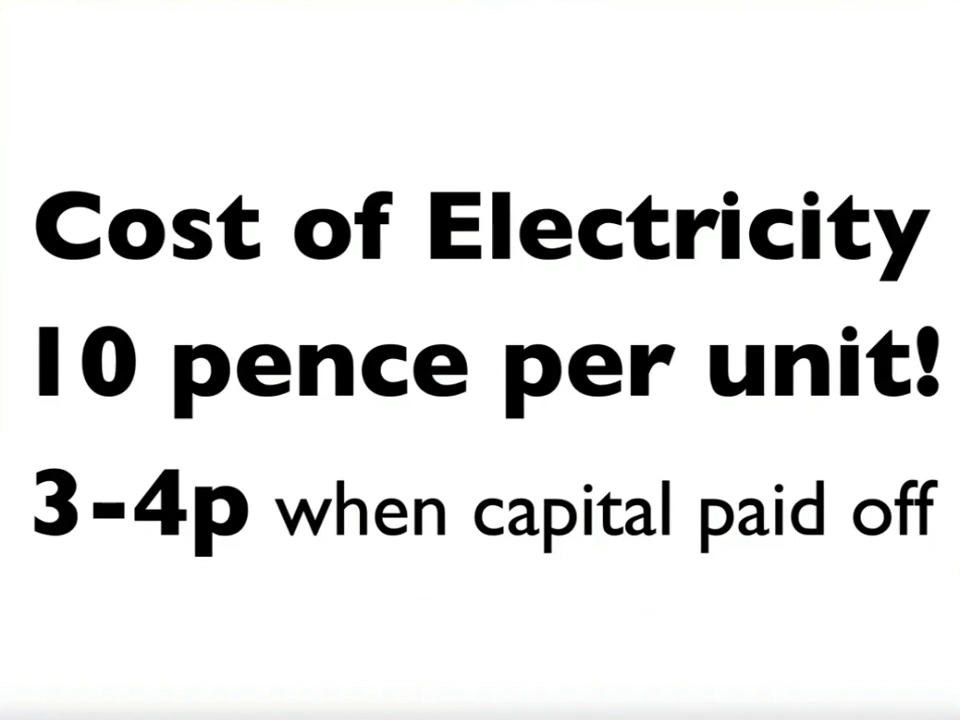 Cost of Electricity
10 pence per unit!
3-4p when capital paid off